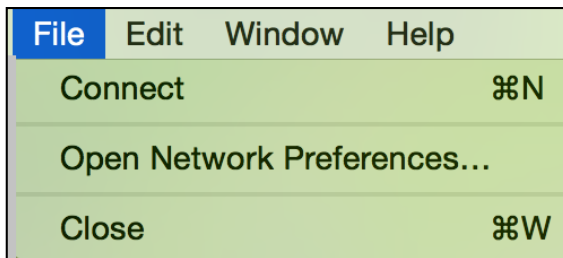 File Edit Window Help
Connect ⌘N
Open Network Preferences...
Close ⌘W